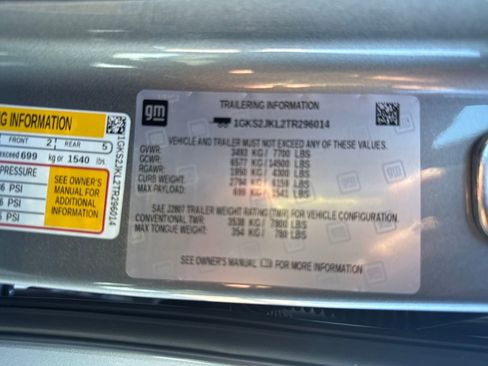 NG INFORMATION
FRONT 2 REAR 5
EXCEED 699 kg or 1540 lbs.
SEE OWNER'S
MANUAL FOR
ADDITIONAL
INFORMATION
PSI
PSI
PSI
1GKS2JKL2TR296014
gm
TRAILERING INFORMATION
1GKS2JKL2TR296014
VEHICLE AND TRAILER MUST NOT EXCEED ANY OF THESE VALUES.
GVWR: 3493 KG / 7700 LBS
GCWR: 6577 KG / 14500 LBS
RGAWR: 1950 KG / 4300 LBS
CURB WT: 2794 KG / 6159 LBS
MAX PAYLOAD: 699 KG / 1541 LBS
SAE J2807 TRAILER WEIGHT RATING (TWR) FOR VEHICLE CONFIGURATION.
CONVENTIONAL TWR: 3538 KG / 7800 LBS
MAX TONGUE WEIGHT: 354 KG / 780 LBS
SEE OWNER'S MANUAL FOR MORE INFORMATION